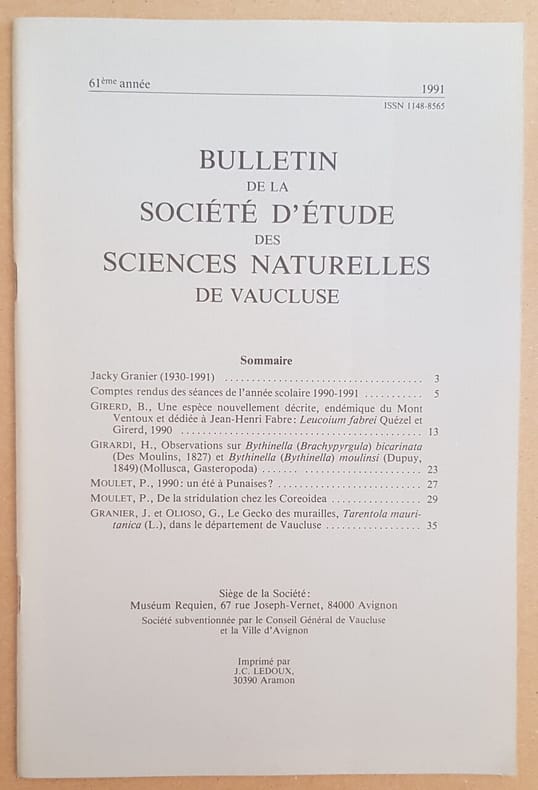 61ème année 1991
ISSN 1148-8565
BULLETIN
DE LA
SOCIÉTÉ D'ÉTUDE
DES
SCIENCES NATURELLES
DE VAUCLUSE
Sommaire
Jacky Granier (1930-1991) .................................... 3
Comptes rendus des séances de l'année scolaire 1990-1991 ........... 5
GIRERD, B., Une espèce nouvellement décrite, endémique du Mont
Ventoux et dédiée à Jean-Henri Fabre: Leucoium fabrei Quézel et
Girerd, 1990 ............................................ 13
GIRARDI, H., Observations sur Bythinella (Brachypyrgula) bicarinata
(Des Moulins, 1827) et Bythinella (Bythinella) moulinsi (Dupuy,
1849) (Mollusca, Gasteropoda) ............................ 23
MOULET, P., 1990: un été à Punaises? ........................... 27
MOULET, P., De la stridulation chez les Coreoidea ................. 29
GRANIER, J. et OLIOSO, G., Le Gecko des murailles, Tarentola mauri-
tanica (L.), dans le département de Vaucluse .................. 35
Siège de la Société:
Muséum Requien, 67 rue Joseph-Vernet, 84000 Avignon
Société subventionnée par le Conseil Général de Vaucluse
et la Ville d'Avignon
Imprimé par
J.C. LEDOUX,
30390 Aramon